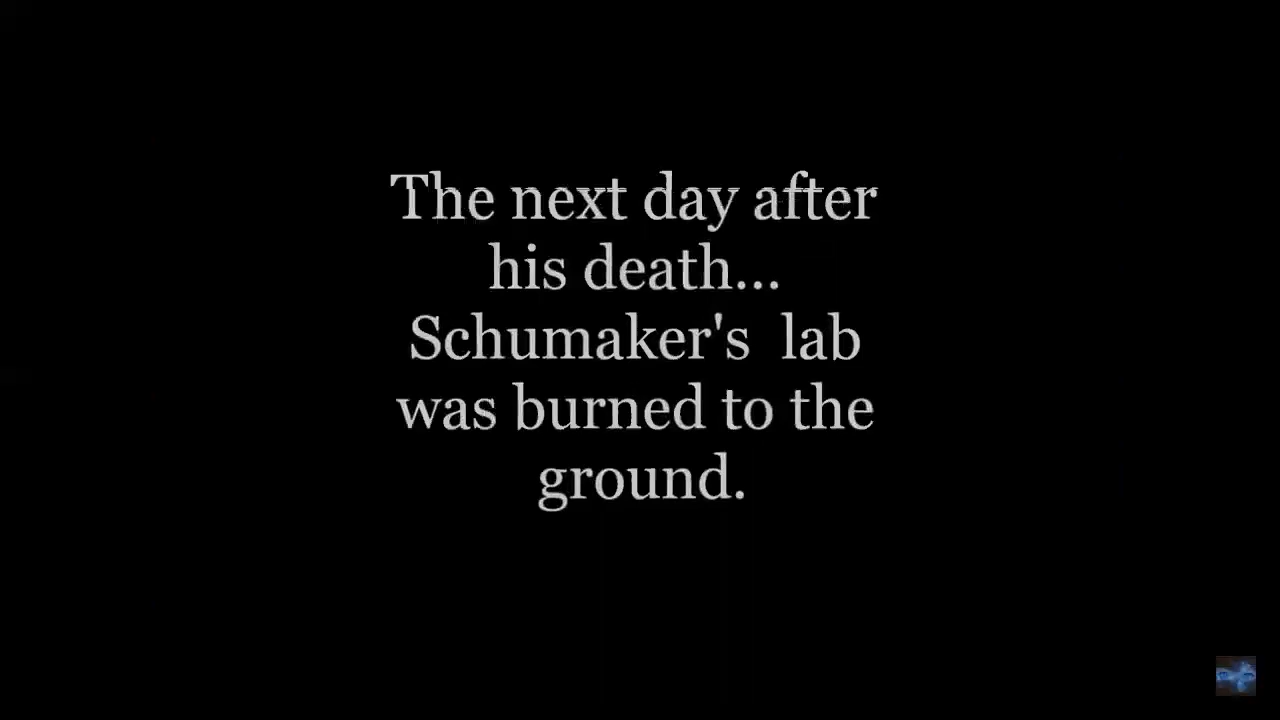 The next day after
his death...
Schumaker's  lab
was burned to the
ground.